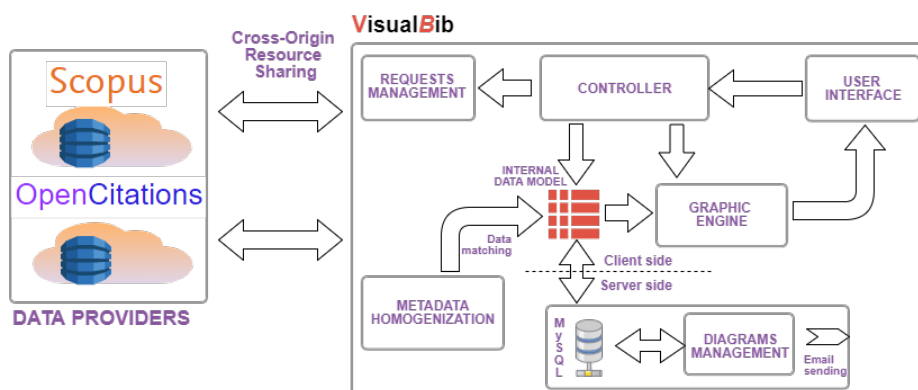 Scopus
OpenCitations
DATA PROVIDERS
Cross-Origin
Resource
Sharing
VisualBib
REQUESTS
MANAGEMENT
CONTROLLER
USER
INTERFACE
INTERNAL
DATA MODEL
GRAPHIC
ENGINE
Data
matching
Client side
Server side
METADATA
HOMOGENIZATION
MySQL
DIAGRAMS
MANAGEMENT
Email
sending